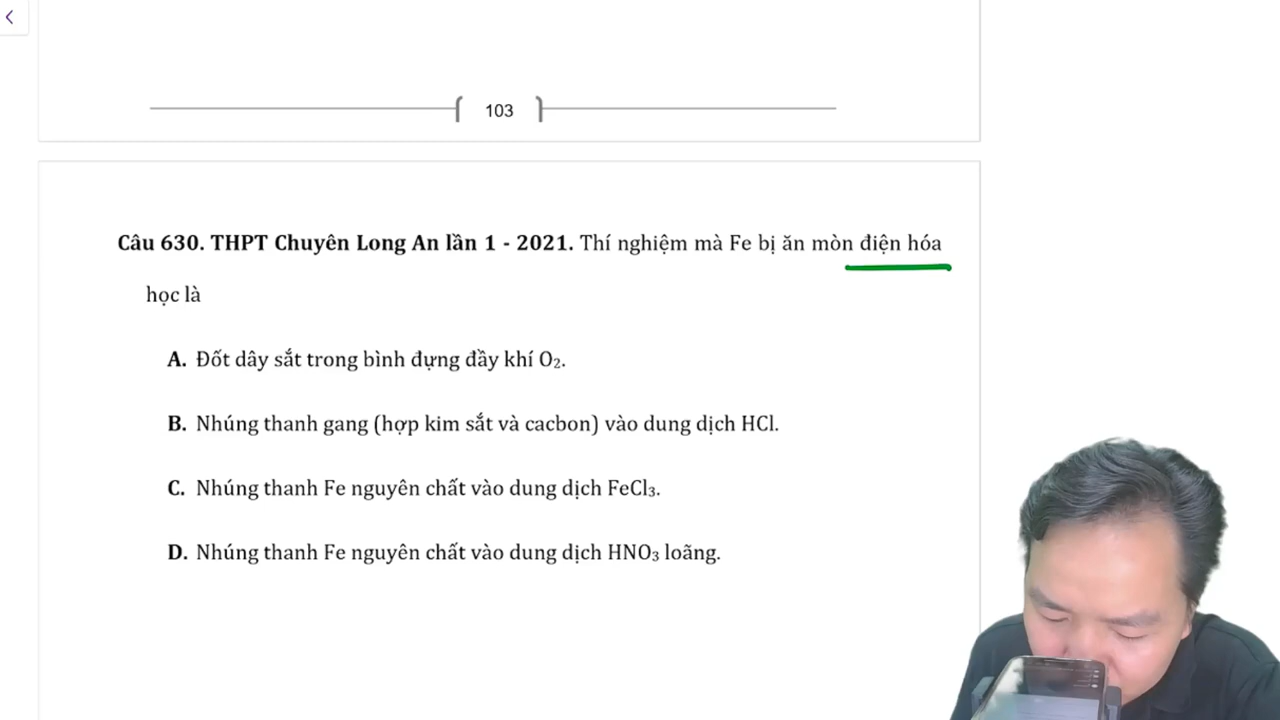 103
Câu 630. THPT Chuyên Long An lần 1 - 2021. Thí nghiệm mà Fe bị ăn mòn điện hóa
học là
A. Đốt dây sắt trong bình đựng đầy khí O₂.
B. Nhúng thanh gang (hợp kim sắt và cacbon) vào dung dịch HCl.
C. Nhúng thanh Fe nguyên chất vào dung dịch FeCl₃.
D. Nhúng thanh Fe nguyên chất vào dung dịch HNO₃ loãng.